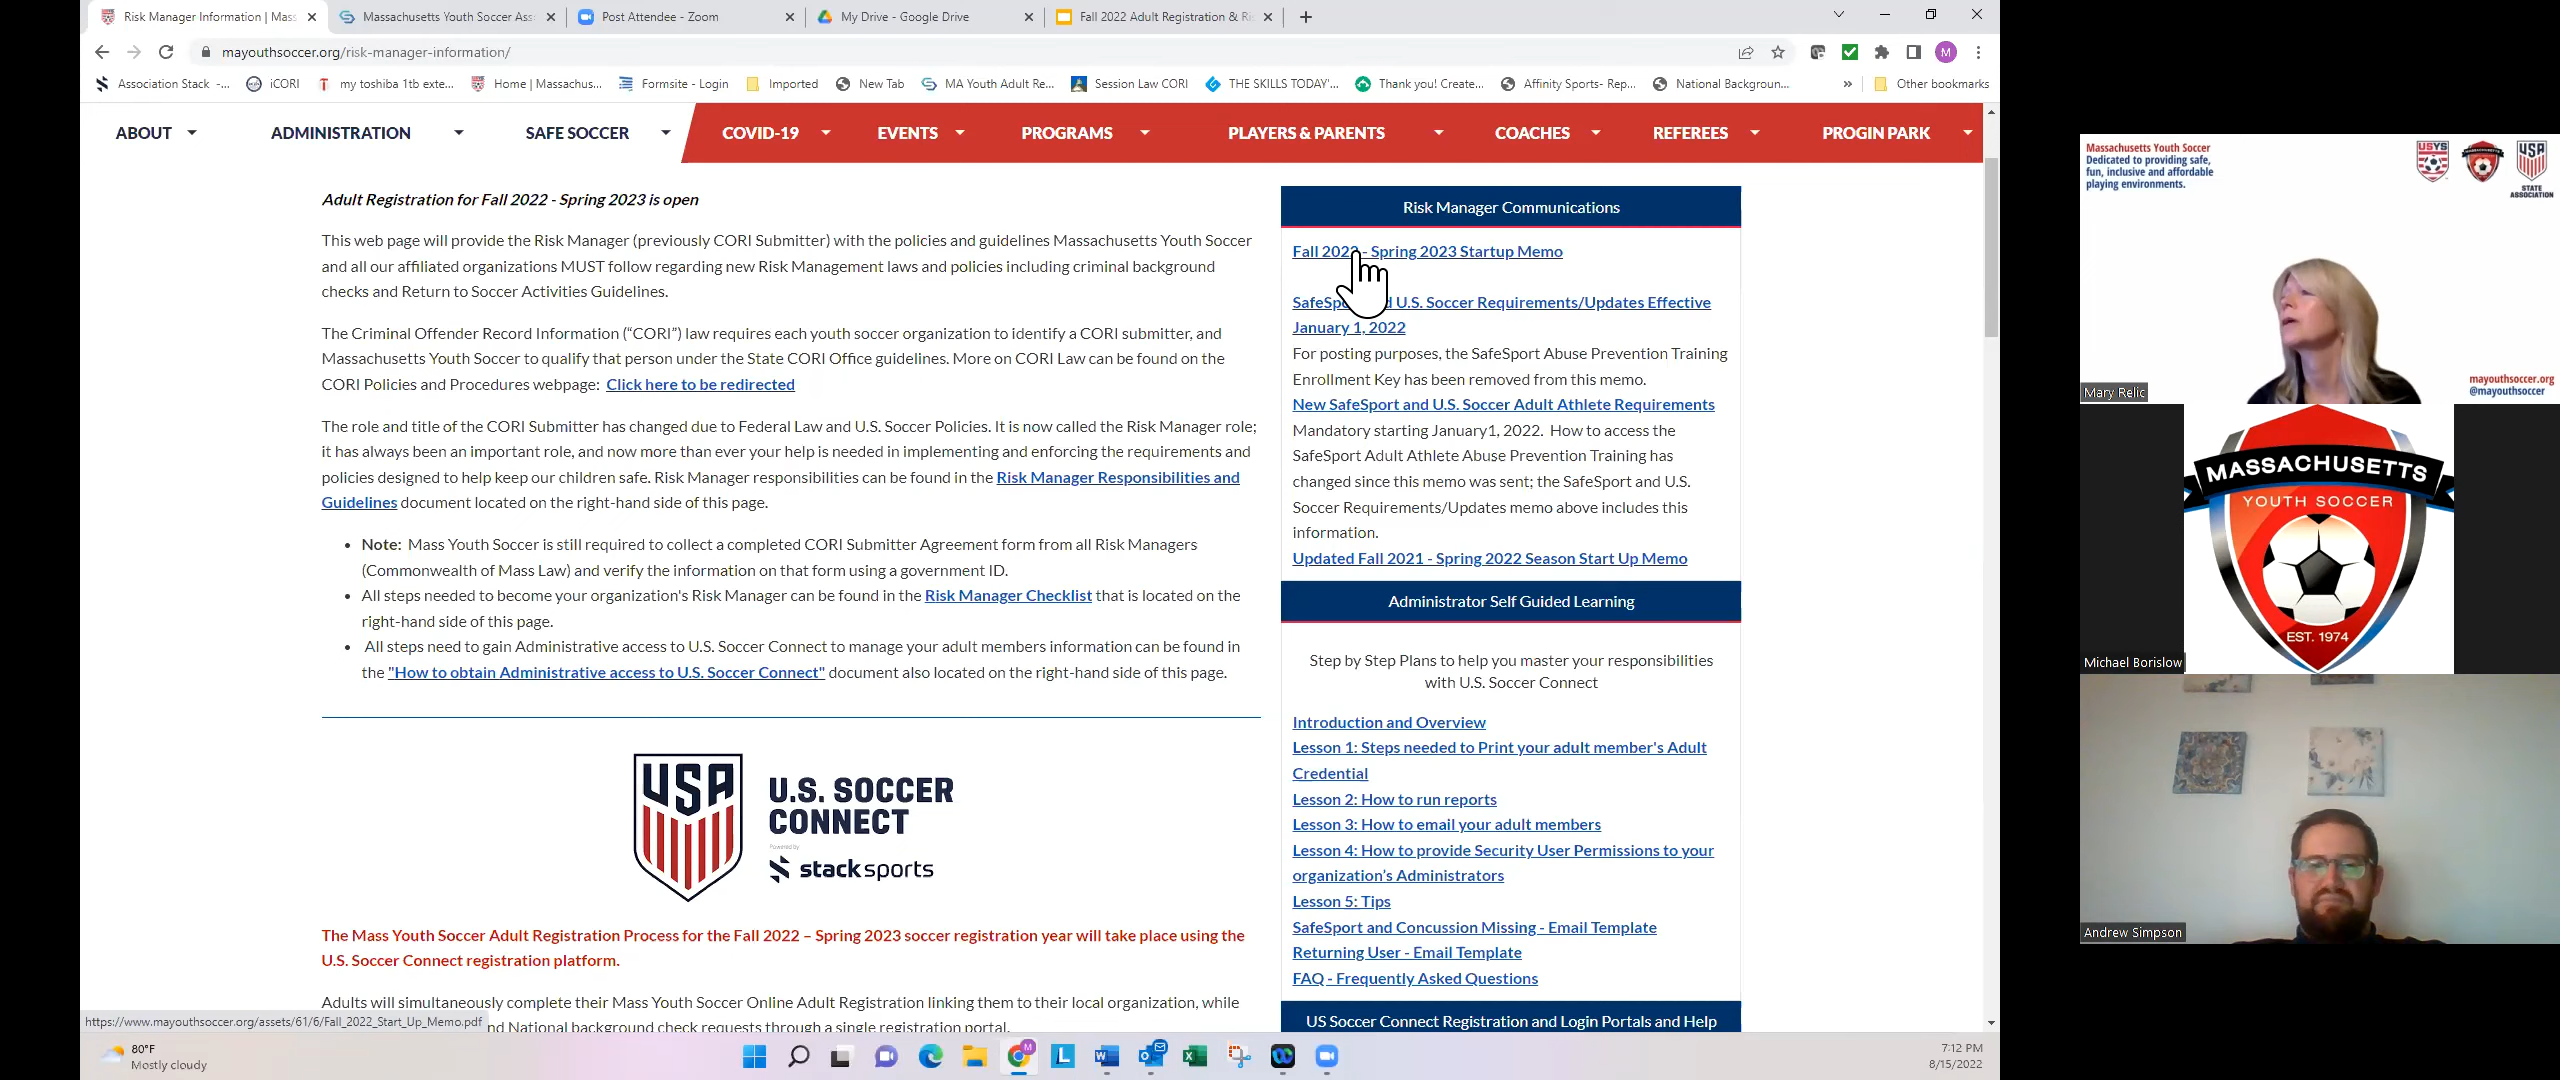 Risk Manager Information | Mass
Massachusetts Youth Soccer Ass
Post Attendee - Zoom
My Drive - Google Drive
Fall 2022 Adult Registration & Ri
mayouthsoccer.org/risk-manager-information/
M
Association Stack -...
iCORI
my toshiba 1tb exte...
Home | Massachus...
Formsite - Login
Imported
New Tab
MA Youth Adult Re...
Session Law CORI
THE SKILLS TODAY'...
Thank you! Create...
Affinity Sports- Rep...
National Backgroun...
»
Other bookmarks
ABOUT
ADMINISTRATION
SAFE SOCCER
COVID-19
EVENTS
PROGRAMS
PLAYERS & PARENTS
COACHES
REFEREES
PROGIN PARK
Adult Registration for Fall 2022 - Spring 2023 is open
This web page will provide the Risk Manager (previously CORI Submitter) with the policies and guidelines Massachusetts Youth Soccer
and all our affiliated organizations MUST follow regarding new Risk Management laws and policies including criminal background
checks and Return to Soccer Activities Guidelines.
The Criminal Offender Record Information (“CORI”) law requires each youth soccer organization to identify a CORI submitter, and
Massachusetts Youth Soccer to qualify that person under the State CORI Office guidelines. More on CORI Law can be found on the
CORI Policies and Procedures webpage: Click here to be redirected
The role and title of the CORI Submitter has changed due to Federal Law and U.S. Soccer Policies. It is now called the Risk Manager role;
it has always been an important role, and now more than ever your help is needed in implementing and enforcing the requirements and
policies designed to help keep our children safe. Risk Manager responsibilities can be found in the Risk Manager Responsibilities and
Guidelines document located on the right-hand side of this page.
• Note: Mass Youth Soccer is still required to collect a completed CORI Submitter Agreement form from all Risk Managers
(Commonwealth of Mass Law) and verify the information on that form using a government ID.
• All steps needed to become your organization's Risk Manager can be found in the Risk Manager Checklist that is located on the
right-hand side of this page.
• All steps need to gain Administrative access to U.S. Soccer Connect to manage your adult members information can be found in
the "How to obtain Administrative access to U.S. Soccer Connect" document also located on the right-hand side of this page.
USA
U.S. SOCCER
CONNECT
Powered by
stack sports
The Mass Youth Soccer Adult Registration Process for the Fall 2022 – Spring 2023 soccer registration year will take place using the
U.S. Soccer Connect registration platform.
Adults will simultaneously complete their Mass Youth Soccer Online Adult Registration linking them to their local organization, while
nd National background check requests through a single registration portal.
https://www.mayouthsoccer.org/assets/61/6/Fall_2022_Start_Up_Memo.pdf
Risk Manager Communications
Fall 2022 - Spring 2023 Startup Memo
U.S. Soccer Requirements/Updates Effective
January 1, 2022
For posting purposes, the SafeSport Abuse Prevention Training
Enrollment Key has been removed from this memo.
New SafeSport and U.S. Soccer Adult Athlete Requirements
Mandatory starting January1, 2022. How to access the
SafeSport Adult Athlete Abuse Prevention Training has
changed since this memo was sent; the SafeSport and U.S.
Soccer Requirements/Updates memo above includes this
information.
Updated Fall 2021 - Spring 2022 Season Start Up Memo
Administrator Self Guided Learning
Step by Step Plans to help you master your responsibilities
with U.S. Soccer Connect
Introduction and Overview
Lesson 1: Steps needed to Print your adult member's Adult
Credential
Lesson 2: How to run reports
Lesson 3: How to email your adult members
Lesson 4: How to provide Security User Permissions to your
organization’s Administrators
Lesson 5: Tips
SafeSport and Concussion Missing - Email Template
Returning User - Email Template
FAQ - Frequently Asked Questions
US Soccer Connect Registration and Login Portals and Help
80°F
Mostly cloudy
7:12 PM
8/15/2022
Massachusetts Youth Soccer
Dedicated to providing safe,
fun, inclusive and affordable
playing environments.
USYS
USA
STATE
ASSOCIATION
mayouthsoccer.org
@mayouthsoccer
Mary Relic
MASSACHUSETTS
YOUTH SOCCER
EST. 1974
Michael Borislow
Andrew Simpson